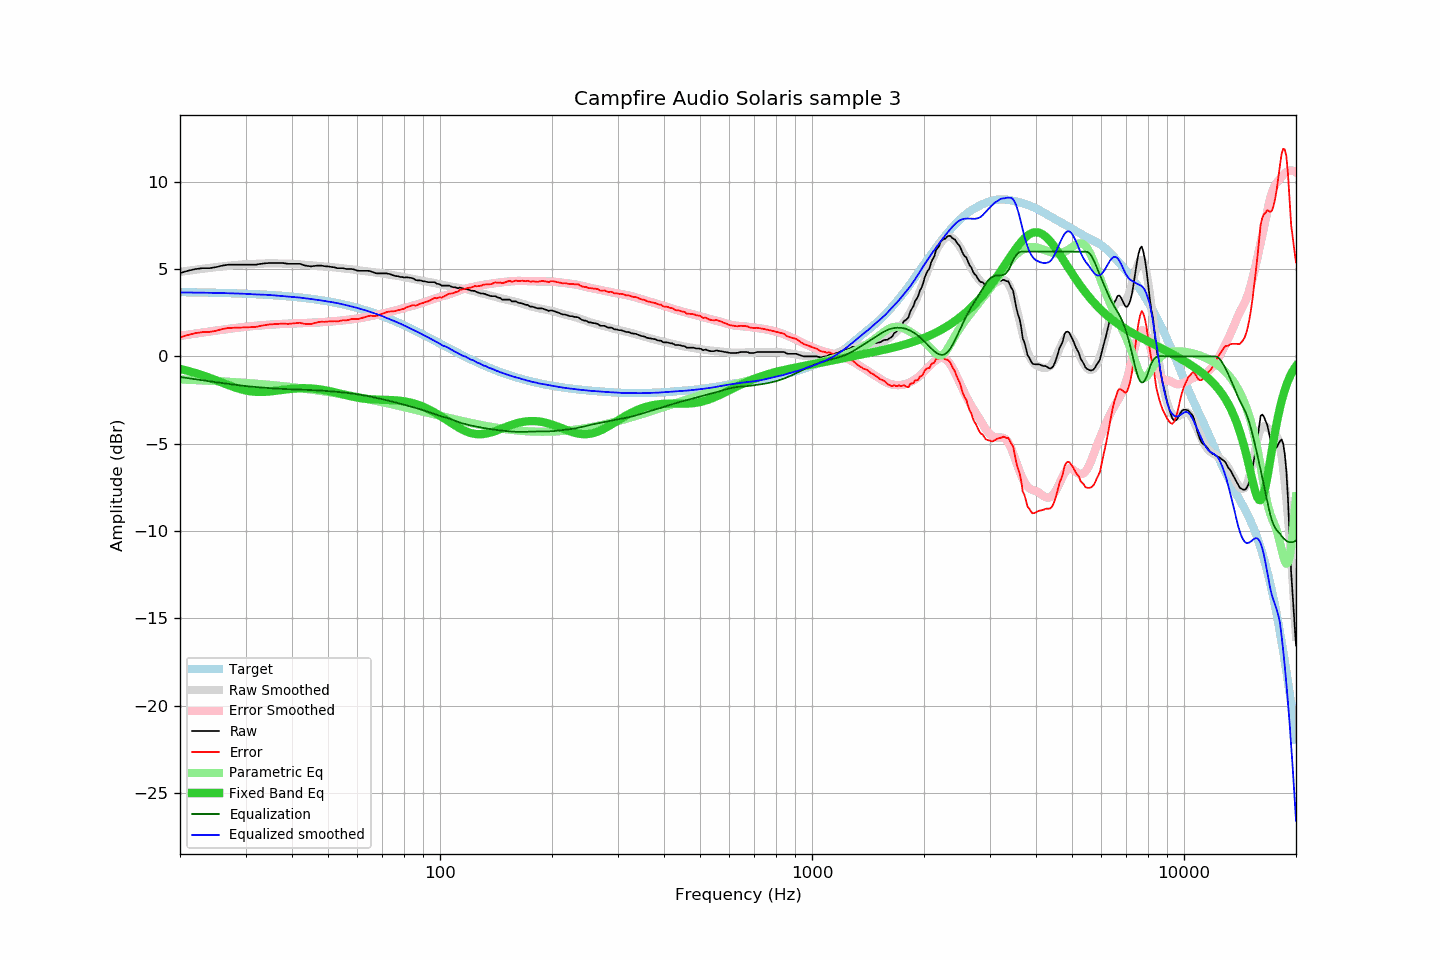 Campfire Audio Solaris sample 3
Amplitude (dBr)
10
5
0
−5
−10
−15
−20
−25
Target
Raw Smoothed
Error Smoothed
Raw
Error
Parametric Eq
Fixed Band Eq
Equalization
Equalized smoothed
100 1000 10000
Frequency (Hz)